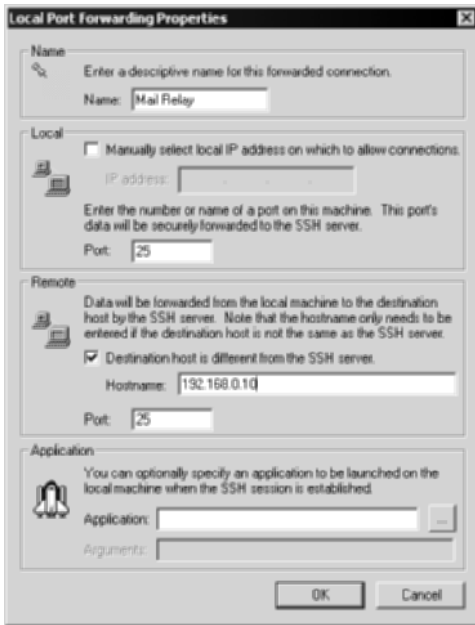 Local Port Forwarding Properties
Name
Enter a descriptive name for this forwarded connection.
Name: Mail Relay
Local
Manually select local IP address on which to allow connections.
IP address: . . .
Enter the number or name of a port on this machine. This port's
data will be securely forwarded to the SSH server.
Port: 25
Remote
Data will be forwarded from the local machine to the destination
host by the SSH server. Note that the hostname only needs to be
entered if the destination host is not the same as the SSH server.
Destination host is different from the SSH server.
Hostname: 192.168.0.10
Port: 25
Application
You can optionally specify an application to be launched on the
local machine when the SSH session is established.
Application: ...
Arguments:
OK Cancel